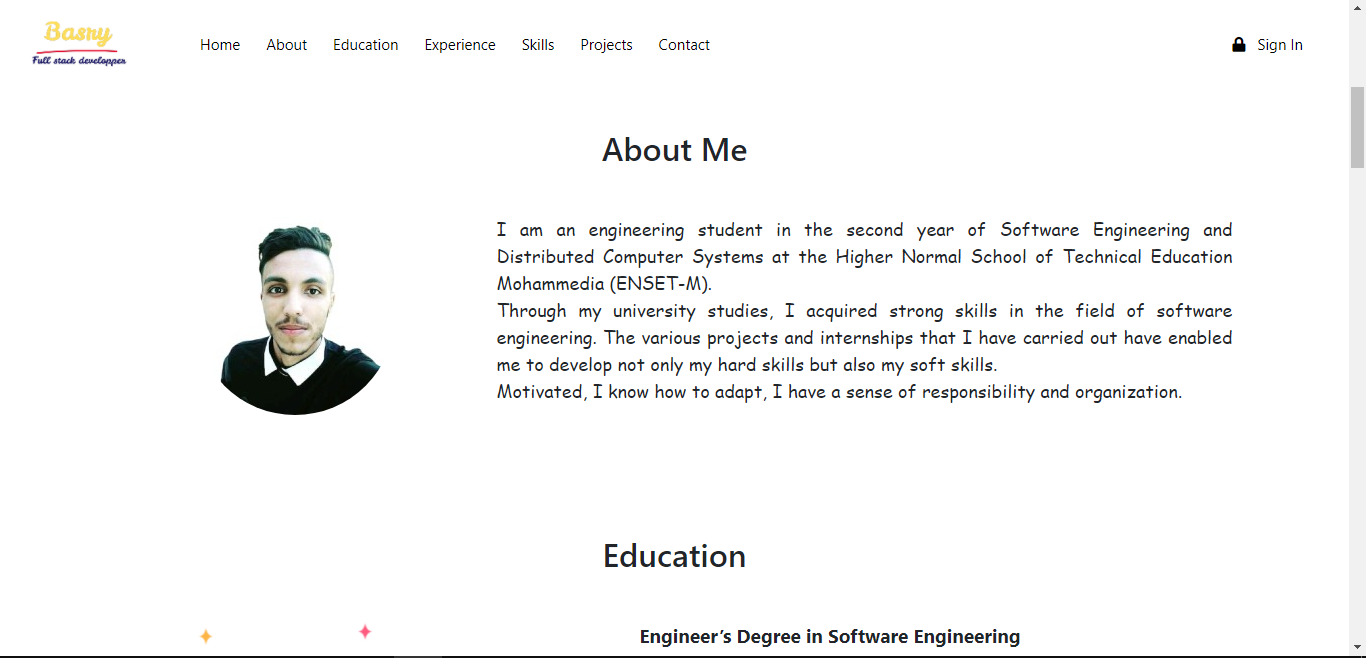 Basry
Full stack developper
Home About Education Experience Skills Projects Contact Sign In
About Me
I am an engineering student in the second year of Software Engineering and
Distributed Computer Systems at the Higher Normal School of Technical Education
Mohammedia (ENSET-M).
Through my university studies, I acquired strong skills in the field of software
engineering. The various projects and internships that I have carried out have enabled
me to develop not only my hard skills but also my soft skills.
Motivated, I know how to adapt, I have a sense of responsibility and organization.
Education
Engineer’s Degree in Software Engineering